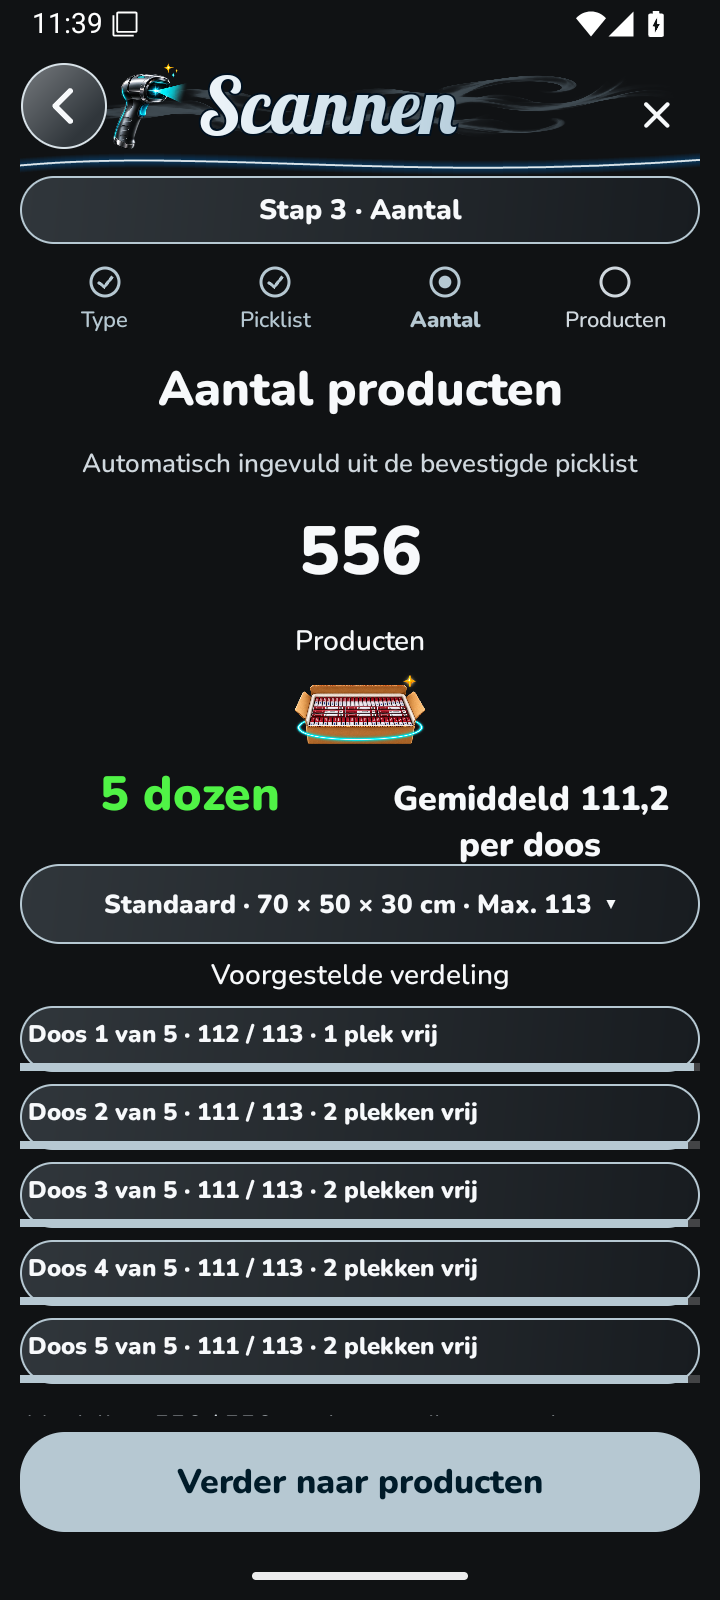 11:39
Scannen
Stap 3 · Aantal
Type
Picklist
Aantal
Producten
Aantal producten
Automatisch ingevuld uit de bevestigde picklist
556
Producten
5 dozen
Gemiddeld 111,2
per doos
Standaard · 70 × 50 × 30 cm · Max. 113 ▼
Voorgestelde verdeling
Doos 1 van 5 · 112 / 113 · 1 plek vrij
Doos 2 van 5 · 111 / 113 · 2 plekken vrij
Doos 3 van 5 · 111 / 113 · 2 plekken vrij
Doos 4 van 5 · 111 / 113 · 2 plekken vrij
Doos 5 van 5 · 111 / 113 · 2 plekken vrij
Verder naar producten